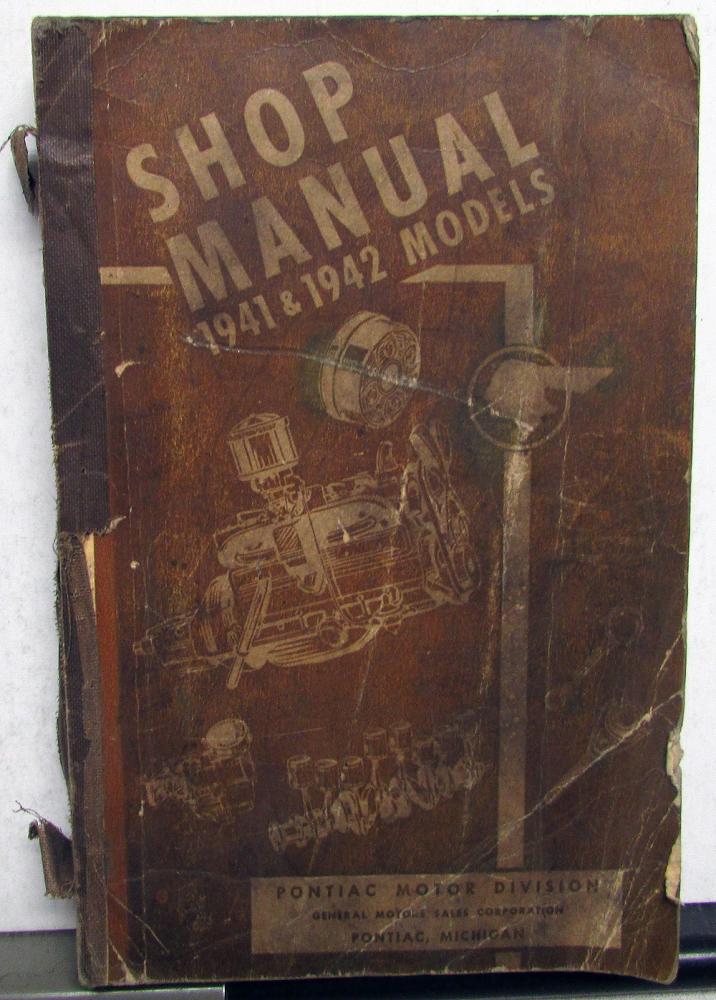 SHOP
MANUAL
1941 & 1942 MODELS
PONTIAC MOTOR DIVISION
GENERAL MOTORS SALES CORPORATION
PONTIAC, MICHIGAN